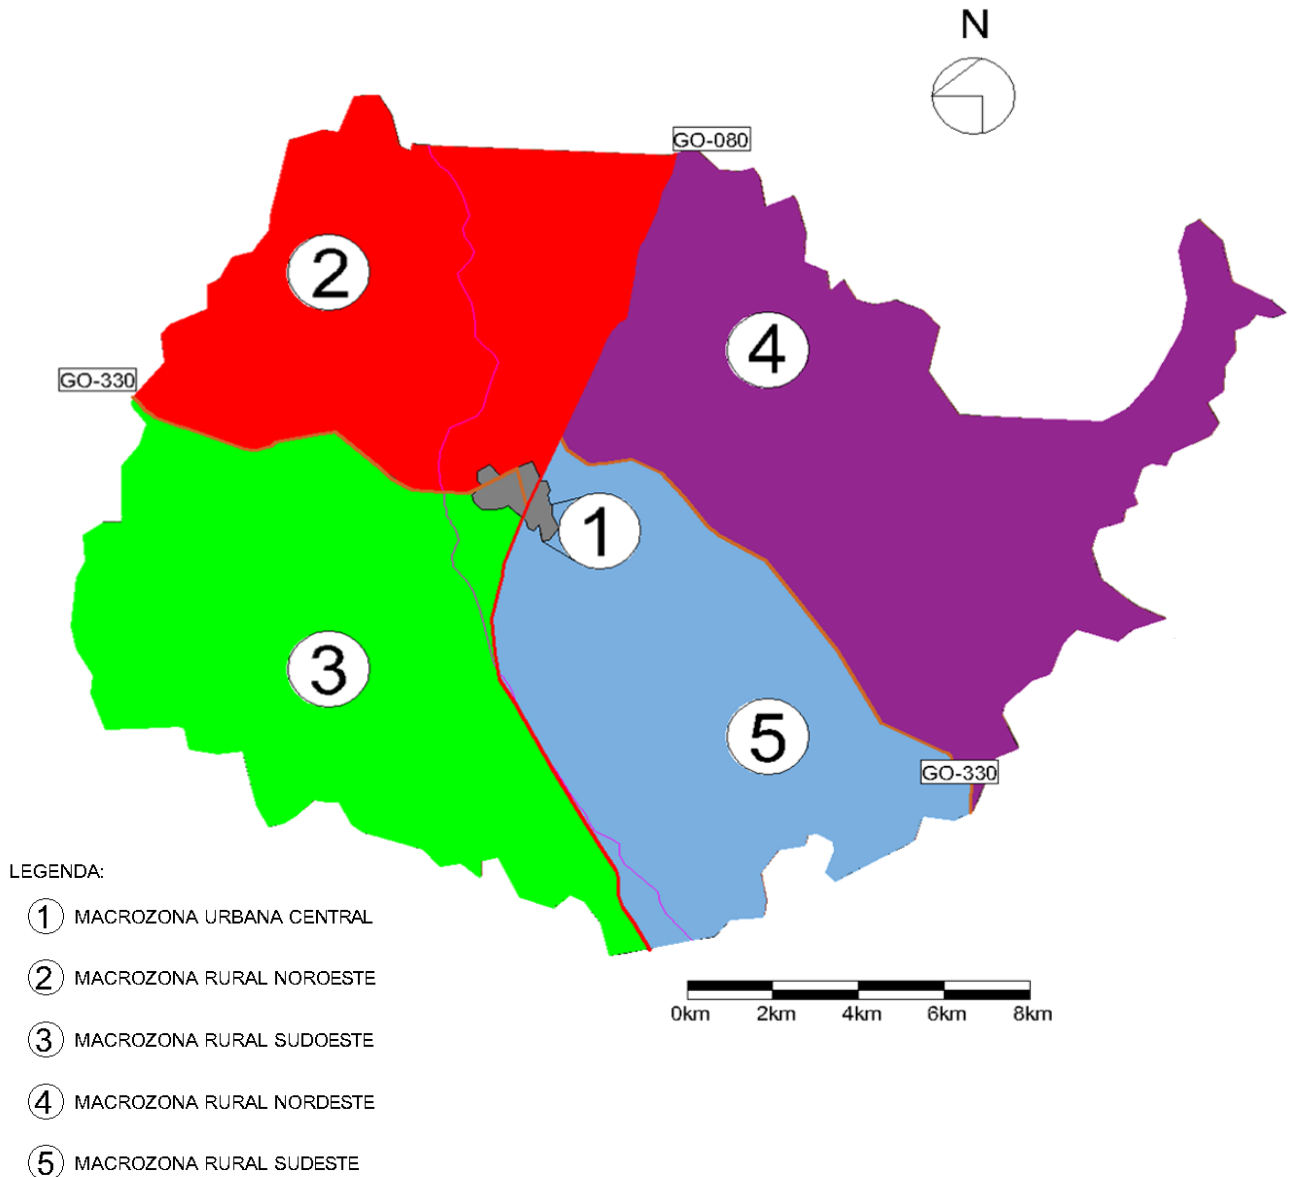 N
GO-080
2
4
GO-330
1
3
5
GO-330
LEGENDA:
1 MACROZONA URBANA CENTRAL
2 MACROZONA RURAL NOROESTE
3 MACROZONA RURAL SUDOESTE
4 MACROZONA RURAL NORDESTE
5 MACROZONA RURAL SUDESTE
0km 2km 4km 6km 8km